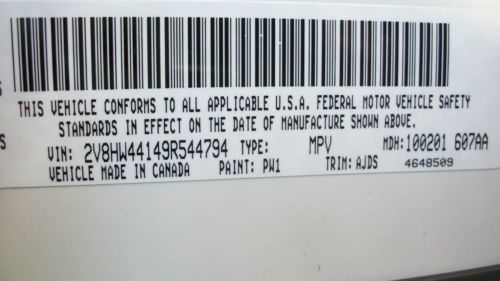 THIS VEHICLE CONFORMS TO ALL APPLICABLE U.S.A. FEDERAL MOTOR VEHICLE SAFETY
STANDARDS IN EFFECT ON THE DATE OF MANUFACTURE SHOWN ABOVE.
VIN: 2V8HW44149R544794 TYPE: MPV MDH: 100201 607AA
VEHICLE MADE IN CANADA PAINT: PW1 TRIM: AJDS 4648509